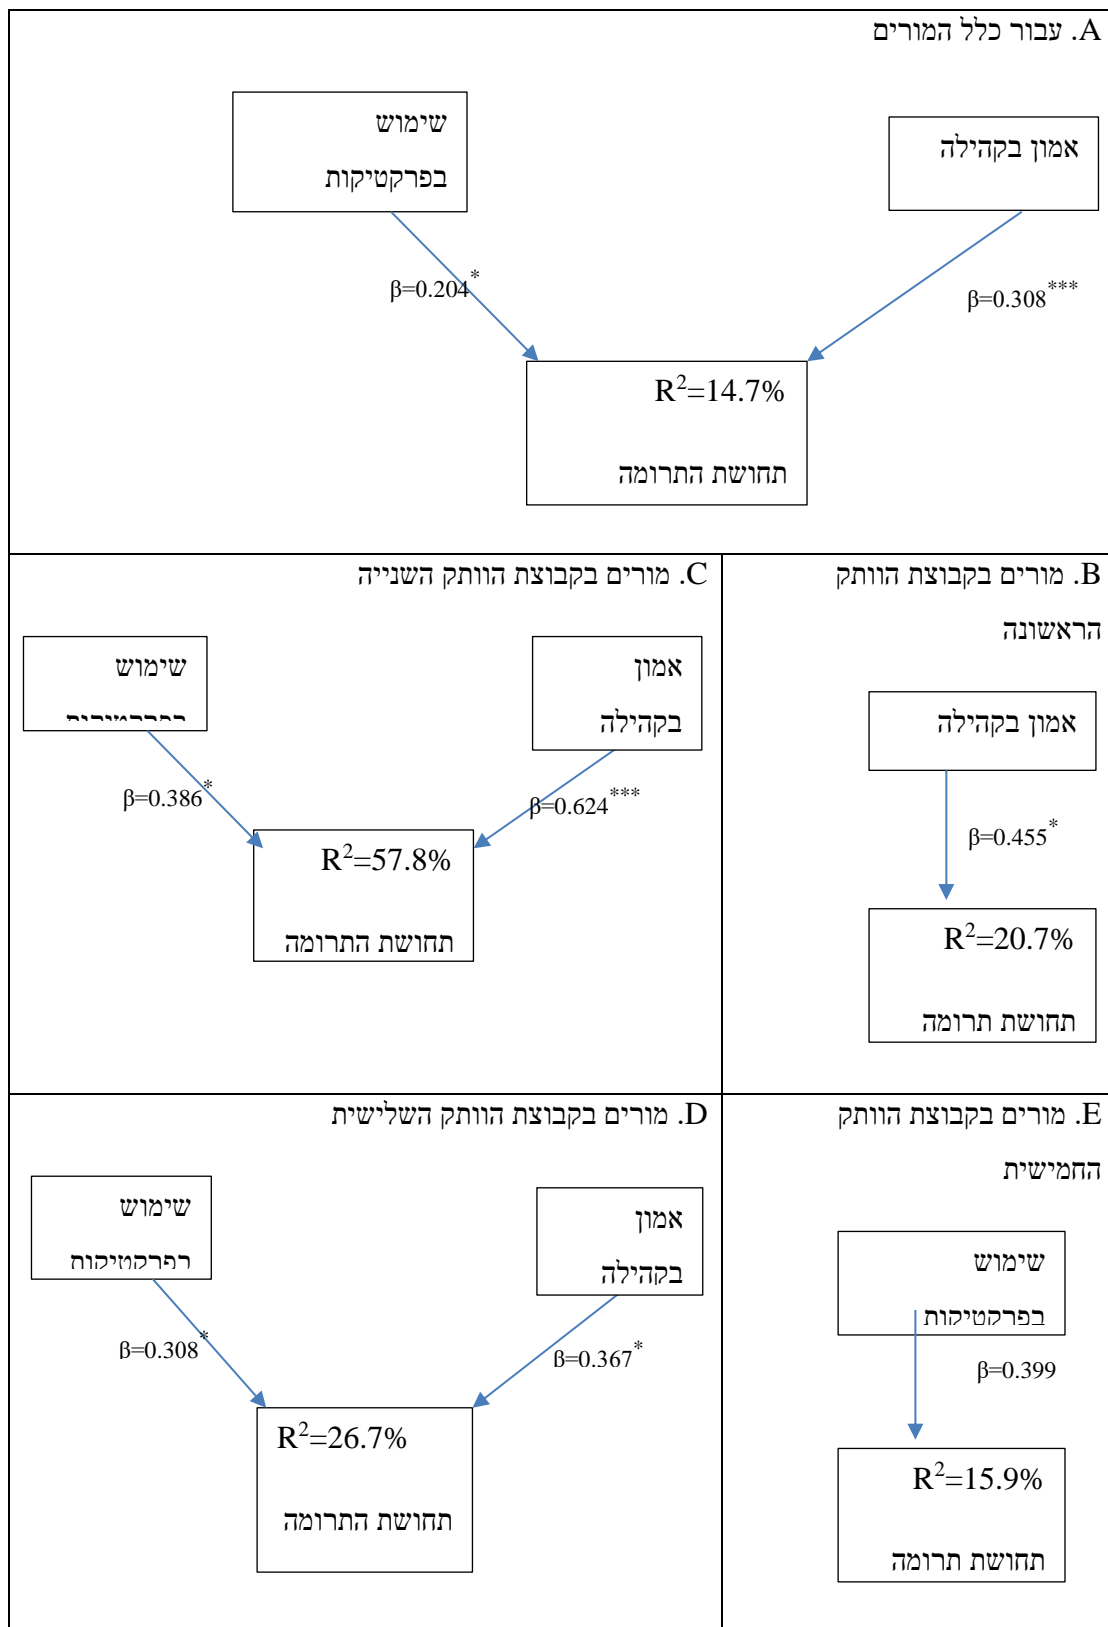 A. עבור כלל המורים
אמון בקהילה
שימוש
בפרקטיקות
β=0.308***
β=0.204*
R²=14.7%
תחושת התרומה
B. מורים בקבוצת הוותק
הראשונה
אמון בקהילה
β=0.455*
R²=20.7%
תחושת תרומה
C. מורים בקבוצת הוותק השנייה
אמון
בקהילה
שימוש
בפרקטיקות
β=0.624***
β=0.386*
R²=57.8%
תחושת התרומה
E. מורים בקבוצת הוותק
החמישית
שימוש
בפרקטיקות
β=0.399
R²=15.9%
תחושת תרומה
D. מורים בקבוצת הוותק השלישית
אמון
בקהילה
שימוש
בפרקטיקות
β=0.367*
β=0.308*
R²=26.7%
תחושת התרומה